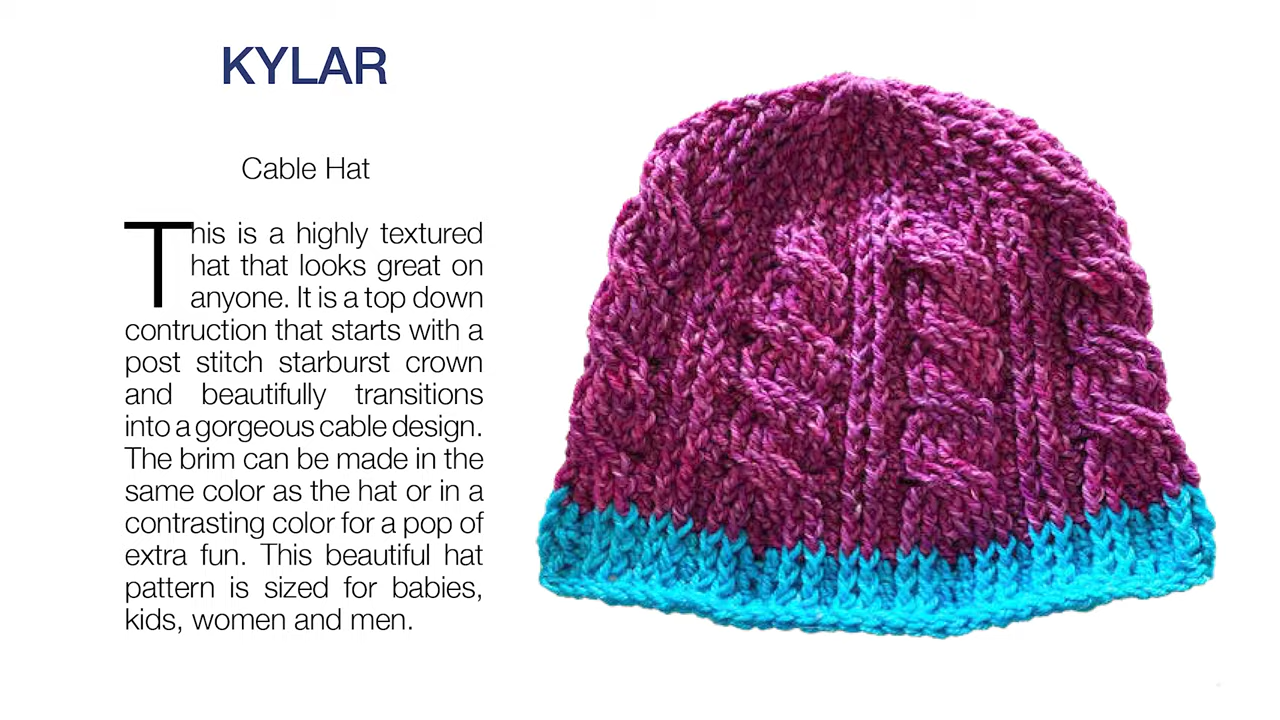 KYLAR
Cable Hat
This is a highly textured
hat that looks great on
anyone. It is a top down
contruction that starts with a
post stitch starburst crown
and beautifully transitions
into a gorgeous cable design.
The brim can be made in the
same color as the hat or in a
contrasting color for a pop of
extra fun. This beautiful hat
pattern is sized for babies,
kids, women and men.